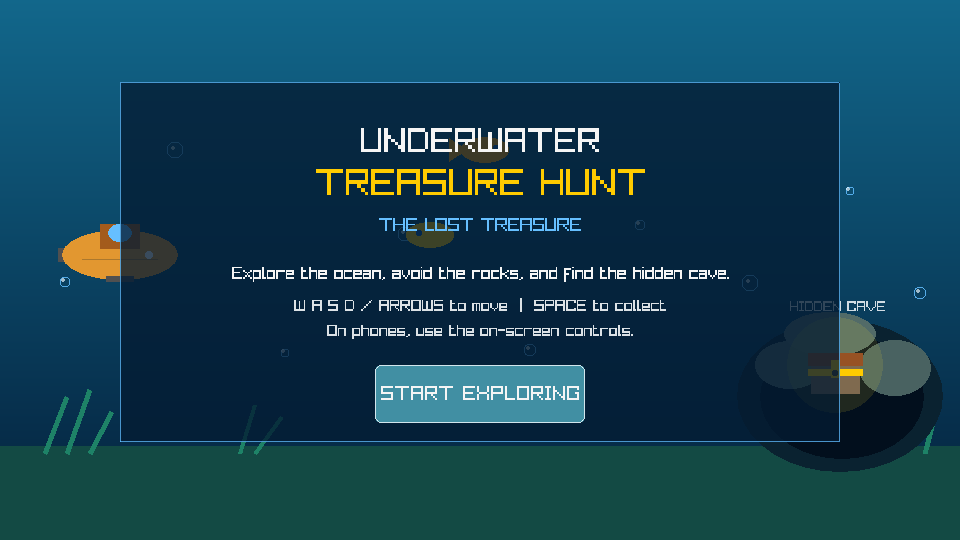 UNDERWATER
TREASURE HUNT
THE LOST TREASURE
Explore the ocean, avoid the rocks, and find the hidden cave.
W A S D / ARROWS to move | SPACE to collect
HIDDEN CAVE
On phones, use the on-screen controls.
START EXPLORING